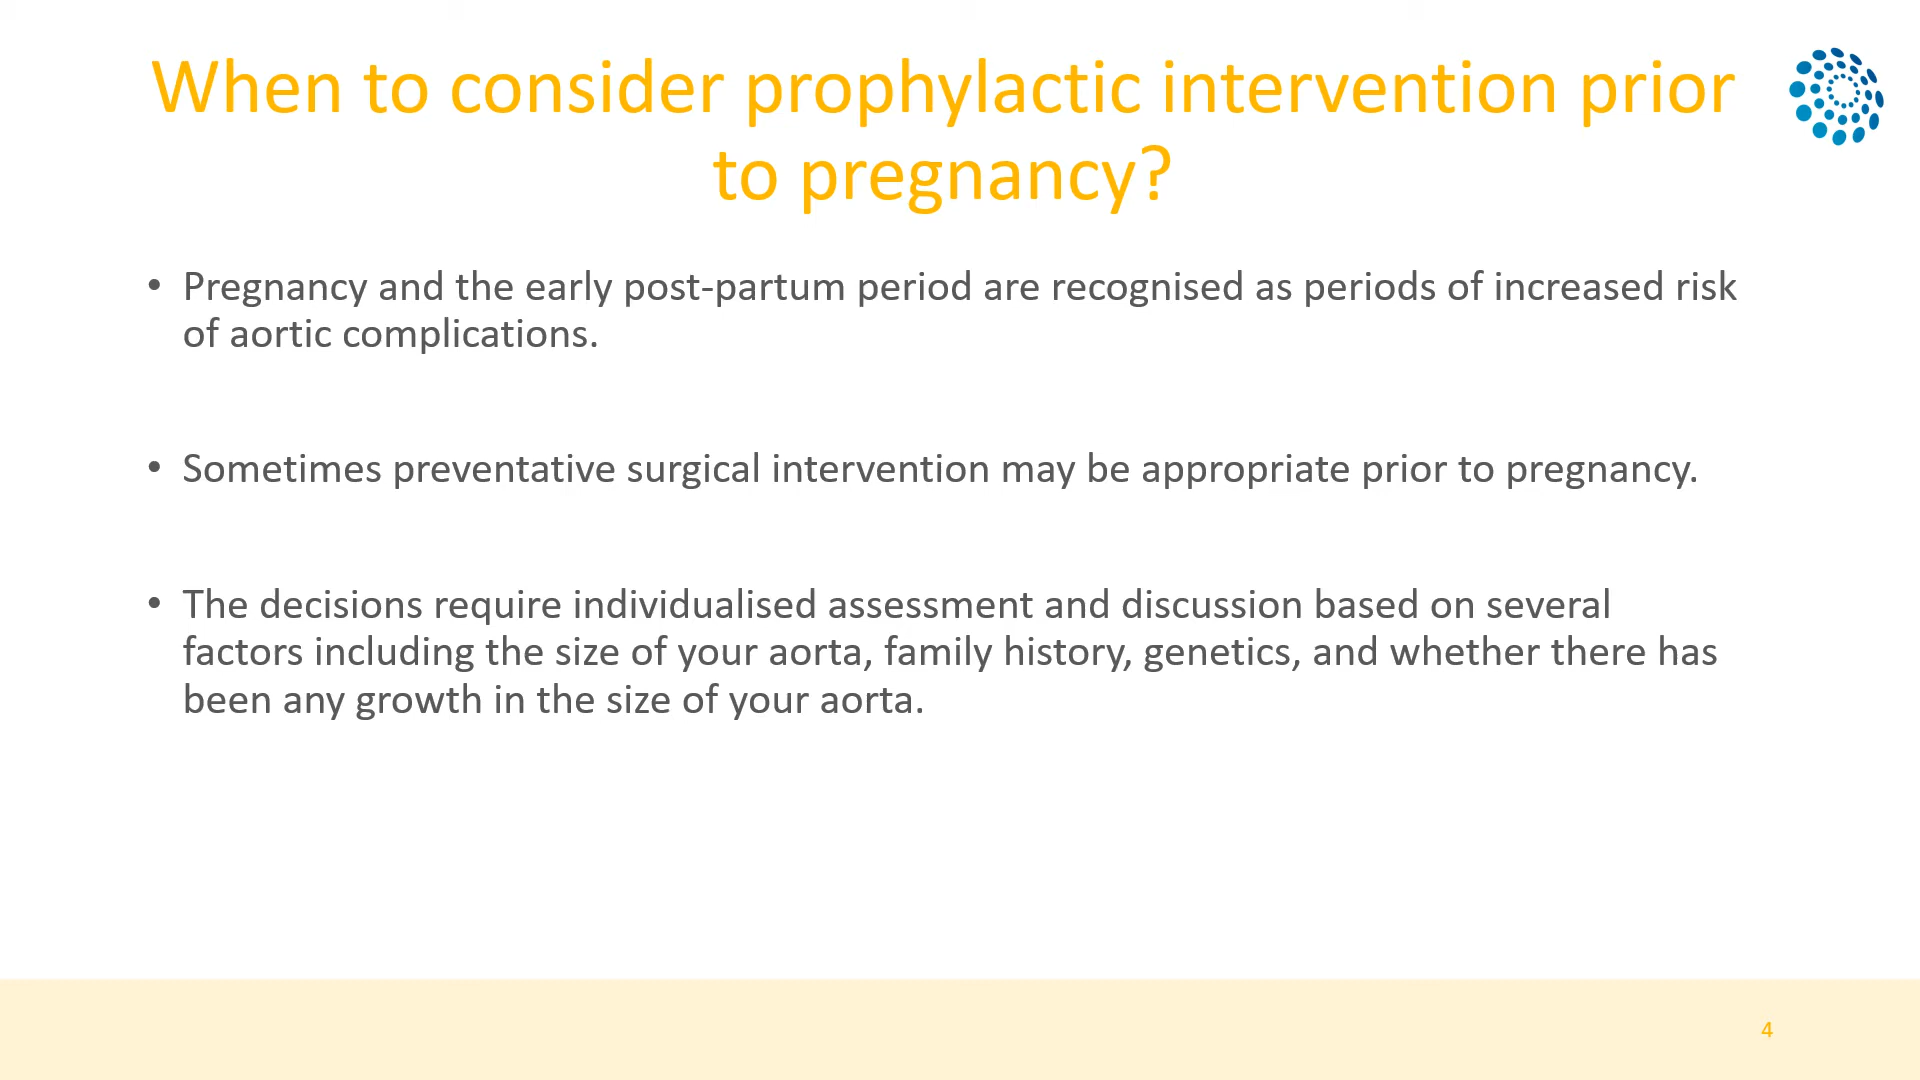 When to consider prophylactic intervention prior
to pregnancy?
• Pregnancy and the early post-partum period are recognised as periods of increased risk
of aortic complications.
• Sometimes preventative surgical intervention may be appropriate prior to pregnancy.
• The decisions require individualised assessment and discussion based on several
factors including the size of your aorta, family history, genetics, and whether there has
been any growth in the size of your aorta.
4